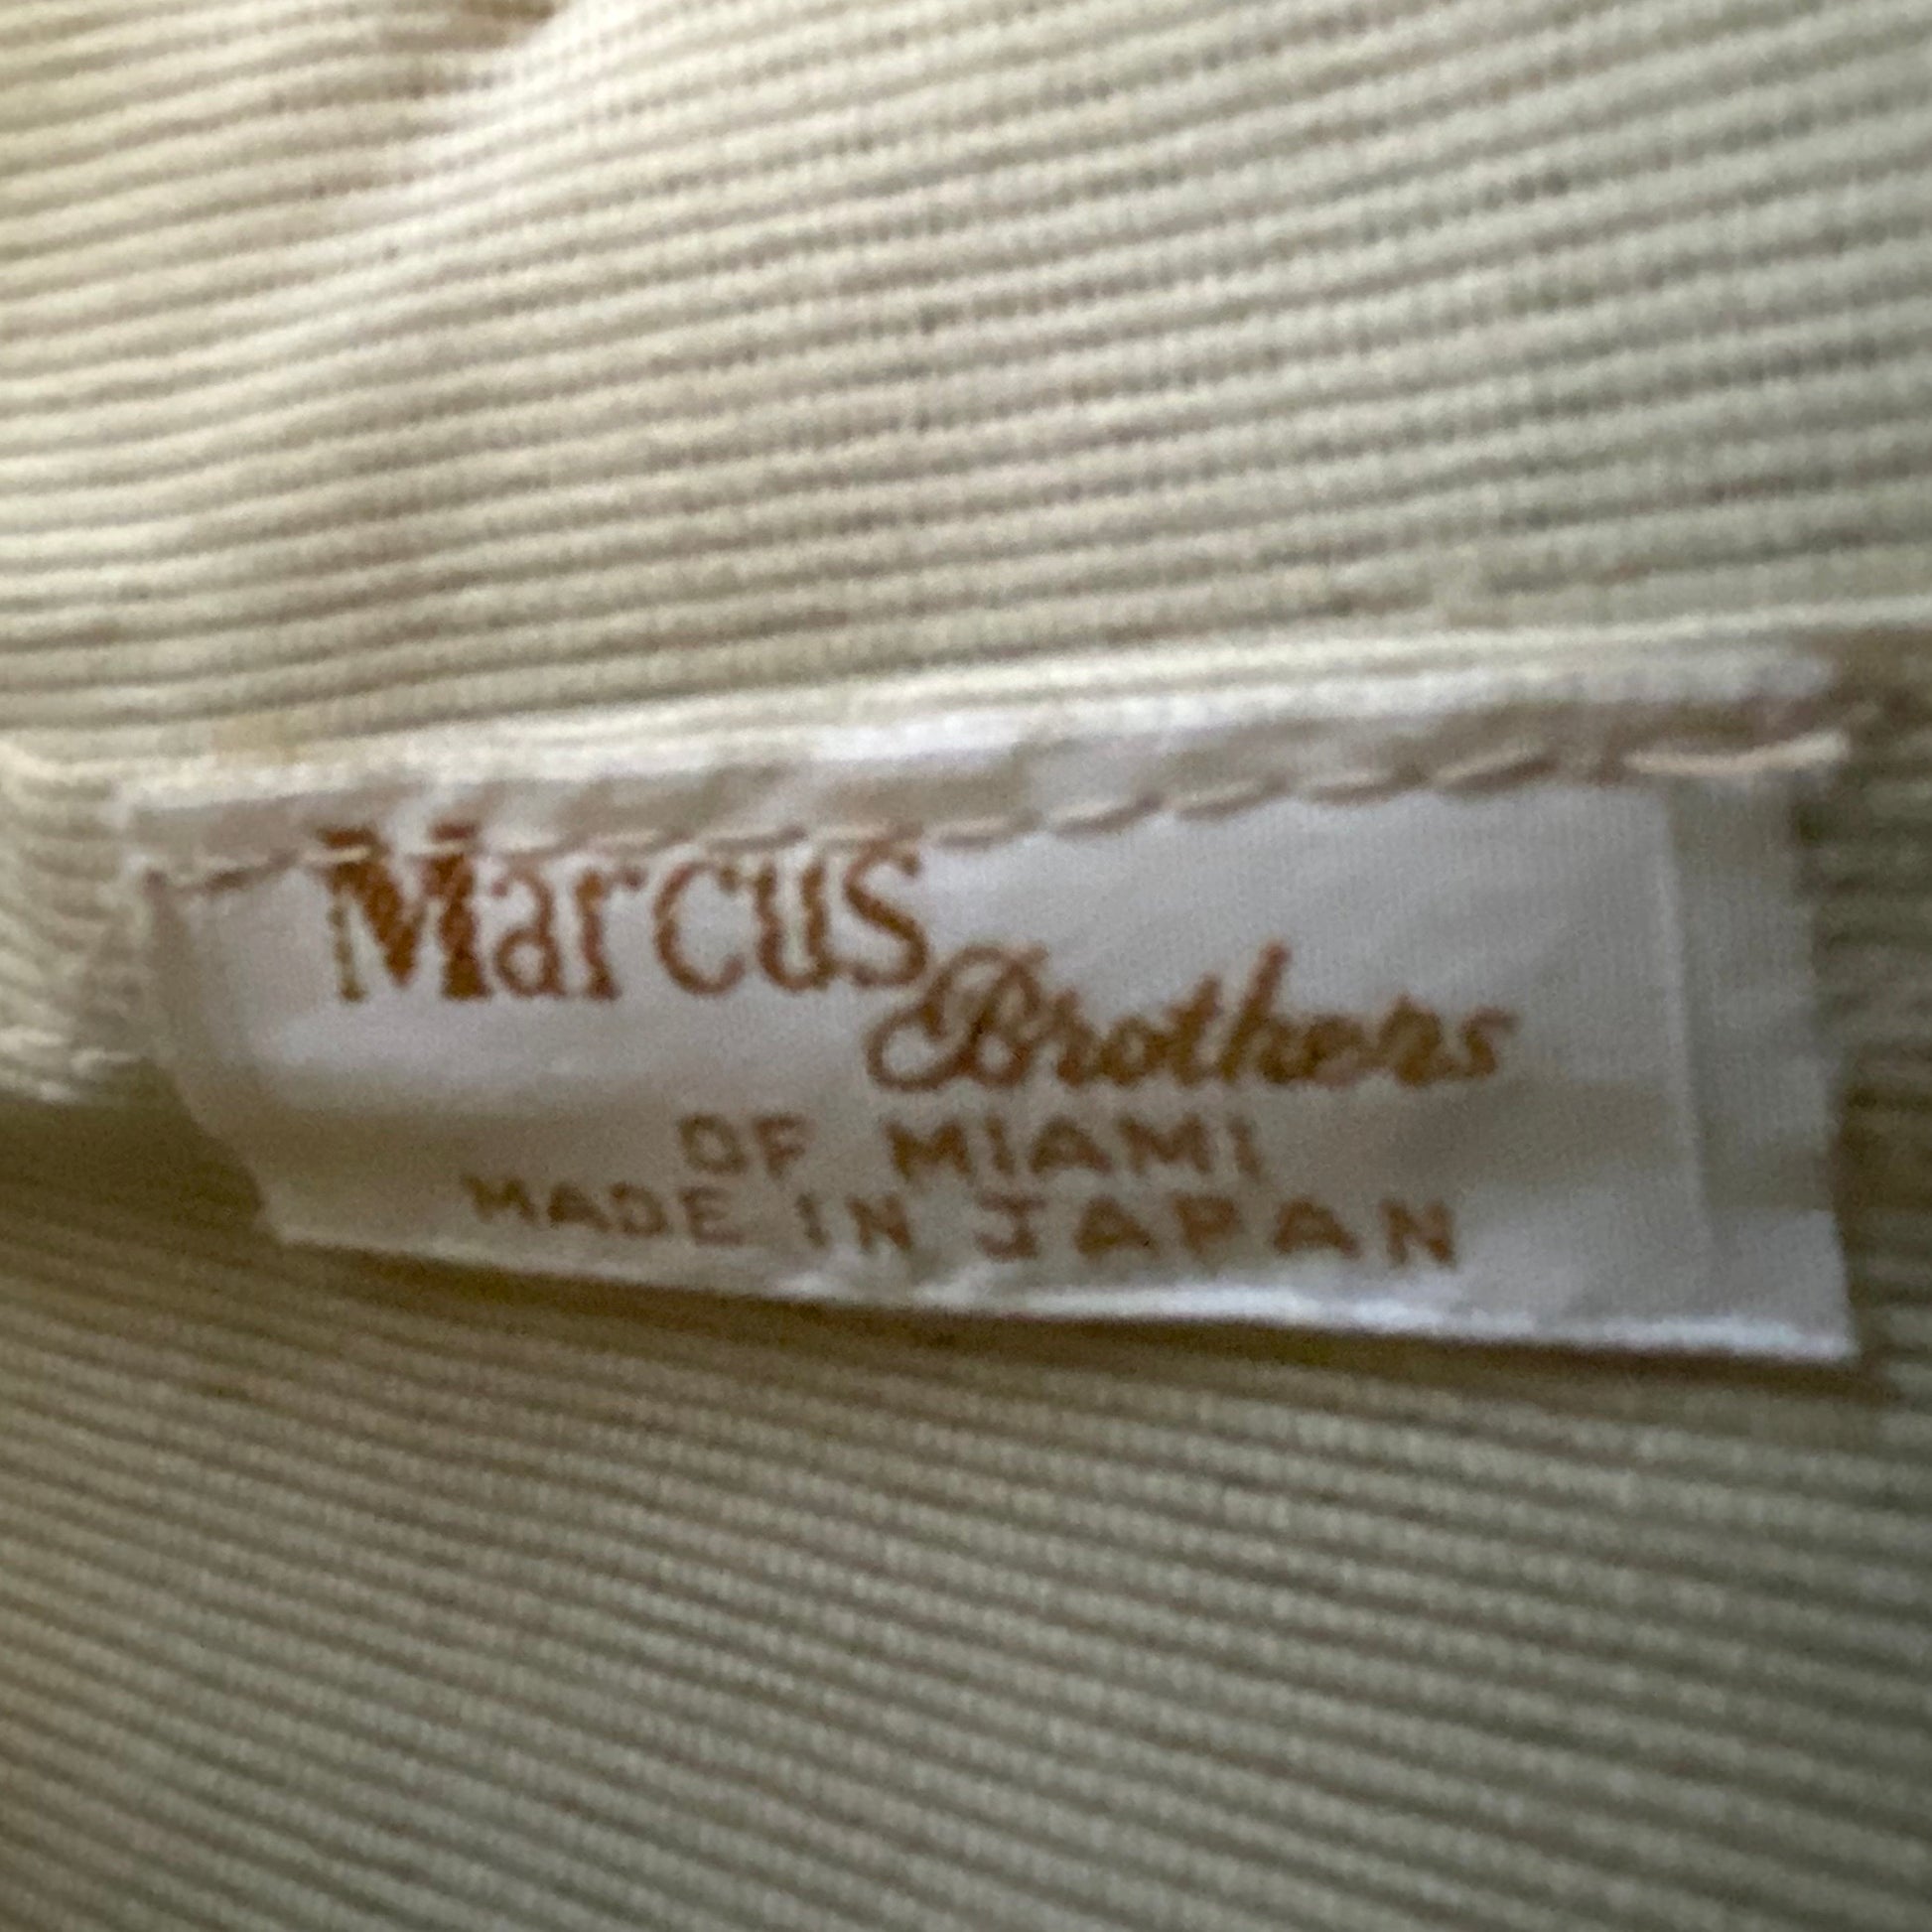 Marcus
Brothers
OF MIAMI
MADE IN JAPAN